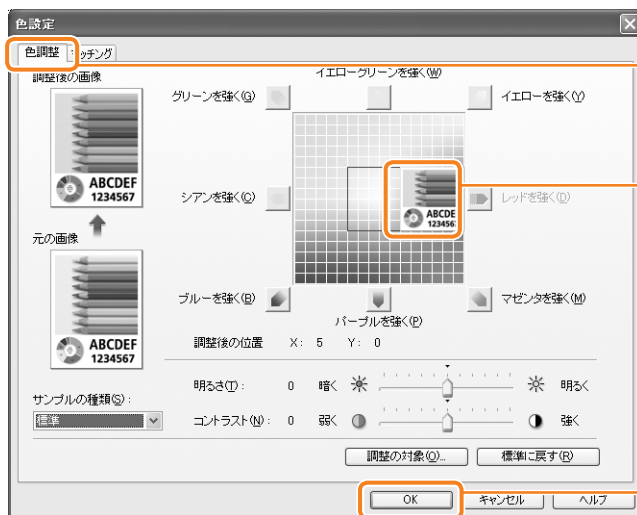 色設定
色調整
ッチング
調整後の画像
イエローグリーンを強く(W)
グリーンを強く(G)
イエローを強く(Y)
ABCDEF
1234567
シアンを強く(C)
ABCDE
123456
レッドを強く(D)
元の画像
ABCDEF
1234567
ブルーを強く(B)
マゼンタを強く(M)
パープルを強く(P)
調整後の位置 X: 5 Y: 0
明るさ(T): 0 暗く 明るく
サンプルの種類(S):
標準
コントラスト(N): 0 弱く 強く
調整の対象(O)... 標準に戻す(R)
OK キャンセル ヘルプ